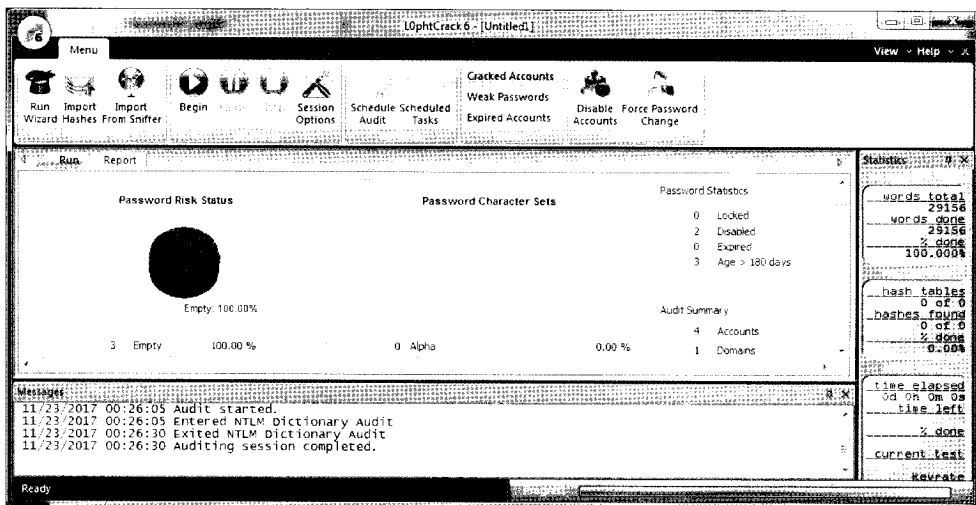 L0phtCrack 6 - [Untitled1]
Menu
View Help
Run Wizard
Import Hashes
Import From Sniffer
Begin
Session Options
Schedule Audit
Scheduled Tasks
Cracked Accounts
Weak Passwords
Expired Accounts
Disable Accounts
Force Password Change
Run Report
Password Risk Status
Empty: 100.00%
3 Empty 100.00 %
Password Character Sets
0 Alpha 0.00 %
Password Statistics
0 Locked
2 Disabled
0 Expired
3 Age > 180 days
Audit Summary
4 Accounts
1 Domains
Statistics
words total
29156
words done
29156
% done
100.000%
hash tables
0 of 0
hashes found
0 of 0
% done
0.00%
time elapsed
0d 0h 0m 0s
time left
% done
current test
keyrate
Messages
11/23/2017 00:26:05 Audit started.
11/23/2017 00:26:05 Entered NTLM Dictionary Audit
11/23/2017 00:26:30 Exited NTLM Dictionary Audit
11/23/2017 00:26:30 Auditing session completed.
Ready